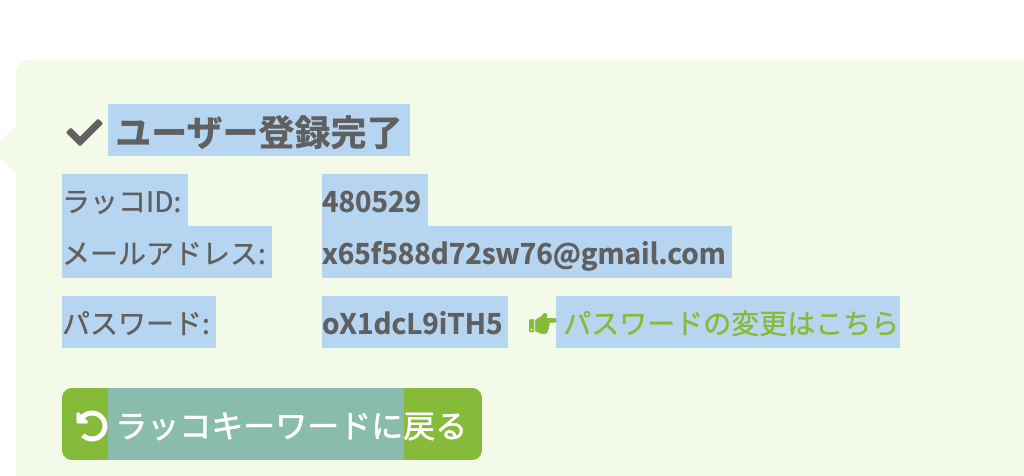 ユーザー登録完了
ラッコID: 480529
メールアドレス: x65f588d72sw76@gmail.com
パスワード: oX1dcL9iTH5 パスワードの変更はこちら
ラッコキーワードに戻る